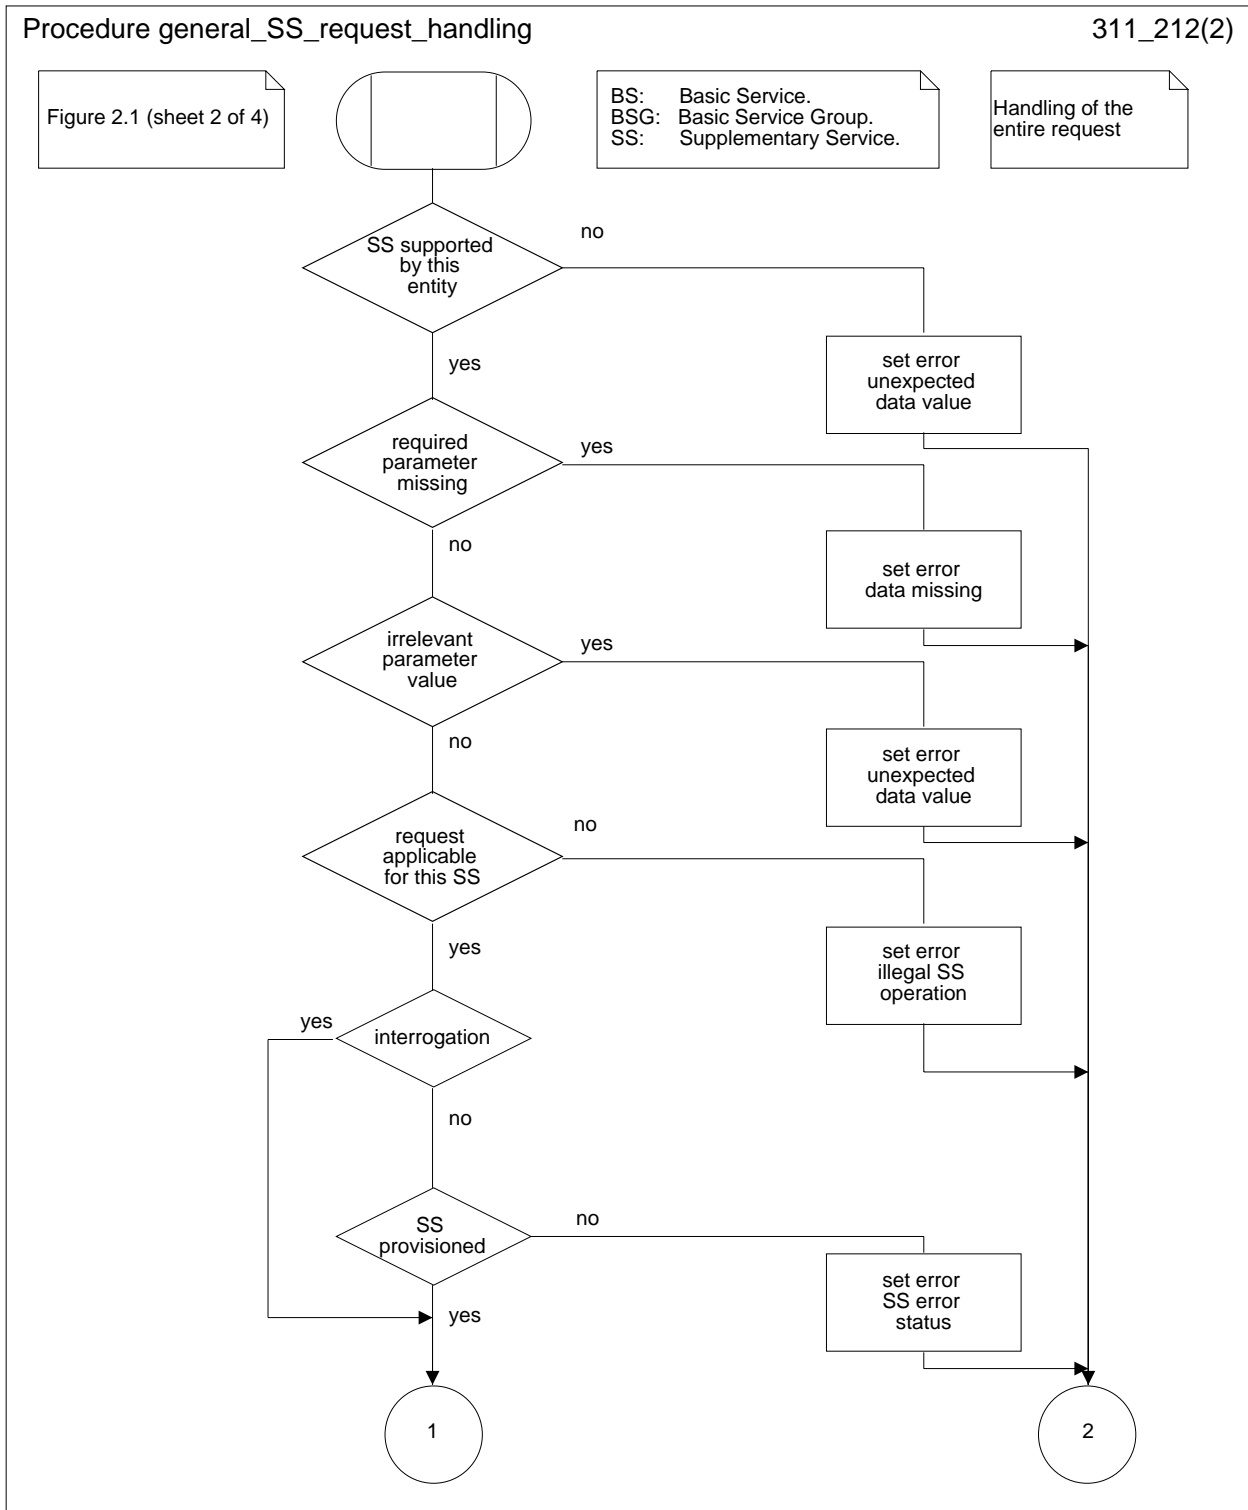 Procedure general_SS_request_handling
311_212(2)
Figure 2.1 (sheet 2 of 4)
BS: Basic Service.
BSG: Basic Service Group.
SS: Supplementary Service.
Handling of the
entire request
SS supported
by this
entity
no
yes
set error
unexpected
data value
required
parameter
missing
yes
no
set error
data missing
irrelevant
parameter
value
yes
no
set error
unexpected
data value
request
applicable
for this SS
no
yes
set error
illegal SS
operation
yes
interrogation
no
SS
provisioned
no
yes
set error
SS error
status
1
2